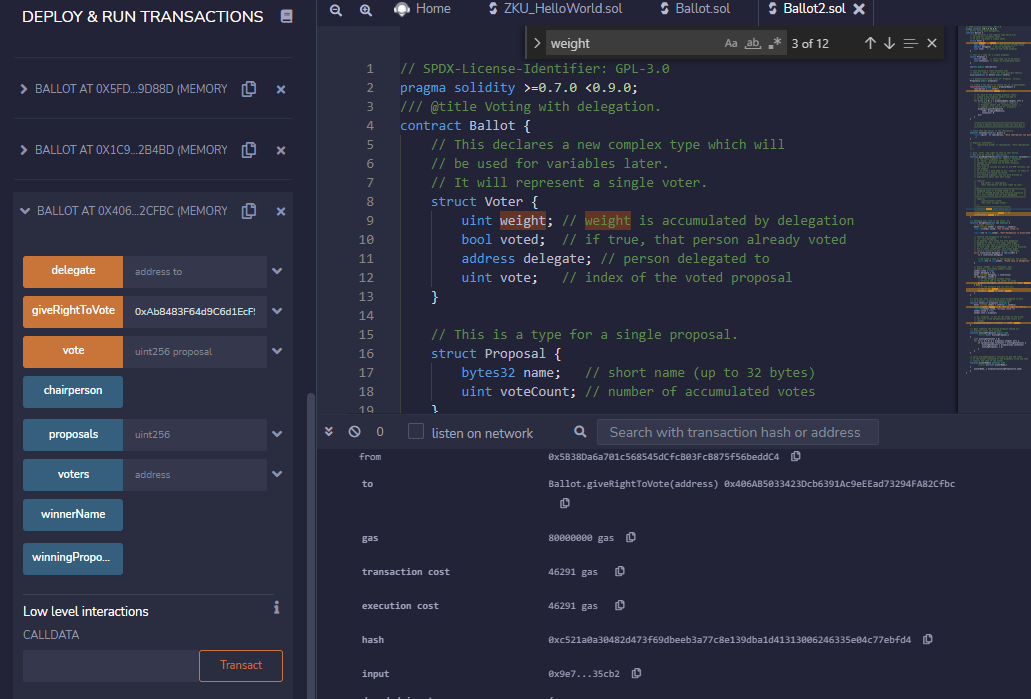 DEPLOY & RUN TRANSACTIONS
BALLOT AT 0X5FD...9D88D (MEMORY
BALLOT AT 0X1C9...2B4BD (MEMORY
BALLOT AT 0X406...2CFBC (MEMORY
delegate address to
giveRightToVote 0xAb8483F64d9C6d1EcF
vote uint256 proposal
chairperson
proposals uint256
voters address
winnerName
winningPropo...
Low level interactions
CALLDATA
Transact
Home ZKU_HelloWorld.sol Ballot.sol Ballot2.sol
weight Aa ab 3 of 12
1 // SPDX-License-Identifier: GPL-3.0
2 pragma solidity >=0.7.0 <0.9.0;
3 /// @title Voting with delegation.
4 contract Ballot {
5 // This declares a new complex type which will
6 // be used for variables later.
7 // It will represent a single voter.
8 struct Voter {
9 uint weight; // weight is accumulated by delegation
10 bool voted; // if true, that person already voted
11 address delegate; // person delegated to
12 uint vote; // index of the voted proposal
13 }
14
15 // This is a type for a single proposal.
16 struct Proposal {
17 bytes32 name; // short name (up to 32 bytes)
18 uint voteCount; // number of accumulated votes
19 }
0 listen on network Search with transaction hash or address
from 0x5B38Da6a701c568545dCfcB03FcB875f56beddC4
to Ballot.giveRightToVote(address) 0x406AB5033423Dcb6391Ac9eEEad73294FA82Cfbc
gas 80000000 gas
transaction cost 46291 gas
execution cost 46291 gas
hash 0xc521a0a30482d473f69dbeeb3a77c8e139dba1d41313006246335e04c77ebfd4
input 0x9e7...35cb2